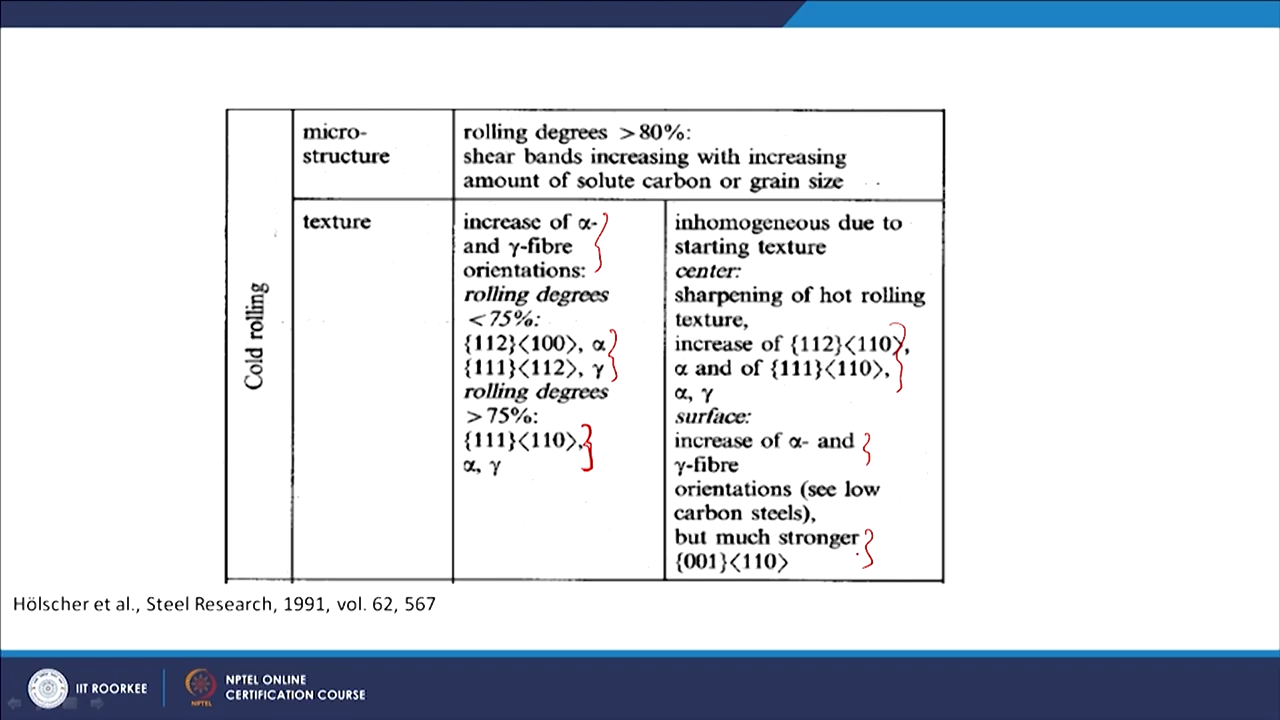 Cold rolling
micro-
structure
rolling degrees >80%:
shear bands increasing with increasing
amount of solute carbon or grain size
texture
increase of α-
and γ-fibre
orientations:
rolling degrees
<75%:
{112}⟨100⟩, α
{111}⟨112⟩, γ
rolling degrees
>75%:
{111}⟨110⟩,
α, γ
inhomogeneous due to
starting texture
center:
sharpening of hot rolling
texture,
increase of {112}⟨110⟩,
α and of {111}⟨110⟩,
α, γ
surface:
increase of α- and
γ-fibre
orientations (see low
carbon steels),
but much stronger
{001}⟨110⟩
Hölscher et al., Steel Research, 1991, vol. 62, 567
IIT ROORKEE
NPTEL
NPTEL ONLINE
CERTIFICATION COURSE